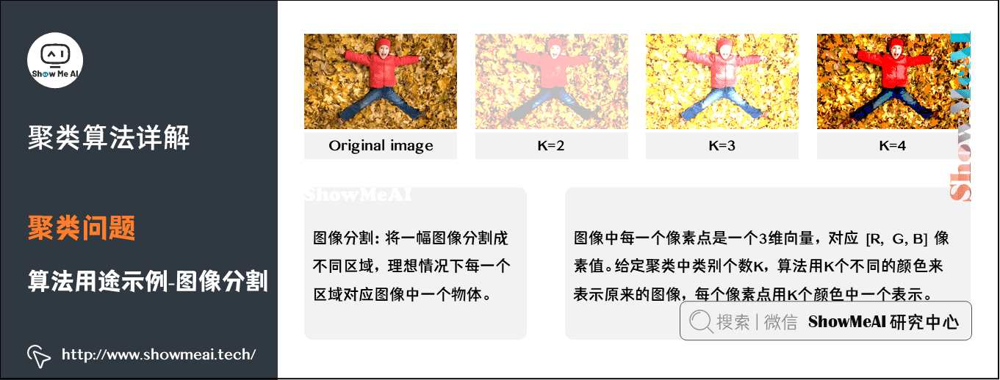 Show Me AI
聚类算法详解
聚类问题
算法用途示例-图像分割
http://www.showmeai.tech/
Original image
K=2
K=3
K=4
ShowMeAI
图像分割: 将一幅图像分割成
不同区域, 理想情况下每一个
区域对应图像中一个物体。
图像中每一个像素点是一个3维向量, 对应 [R, G, B] 像
素值。给定聚类中类别个数K, 算法用K个不同的颜色来
表示原来的图像, 每个像素点用K个颜色中一个表示。
搜索 | 微信 ShowMeAI 研究中心
ShowMeAI